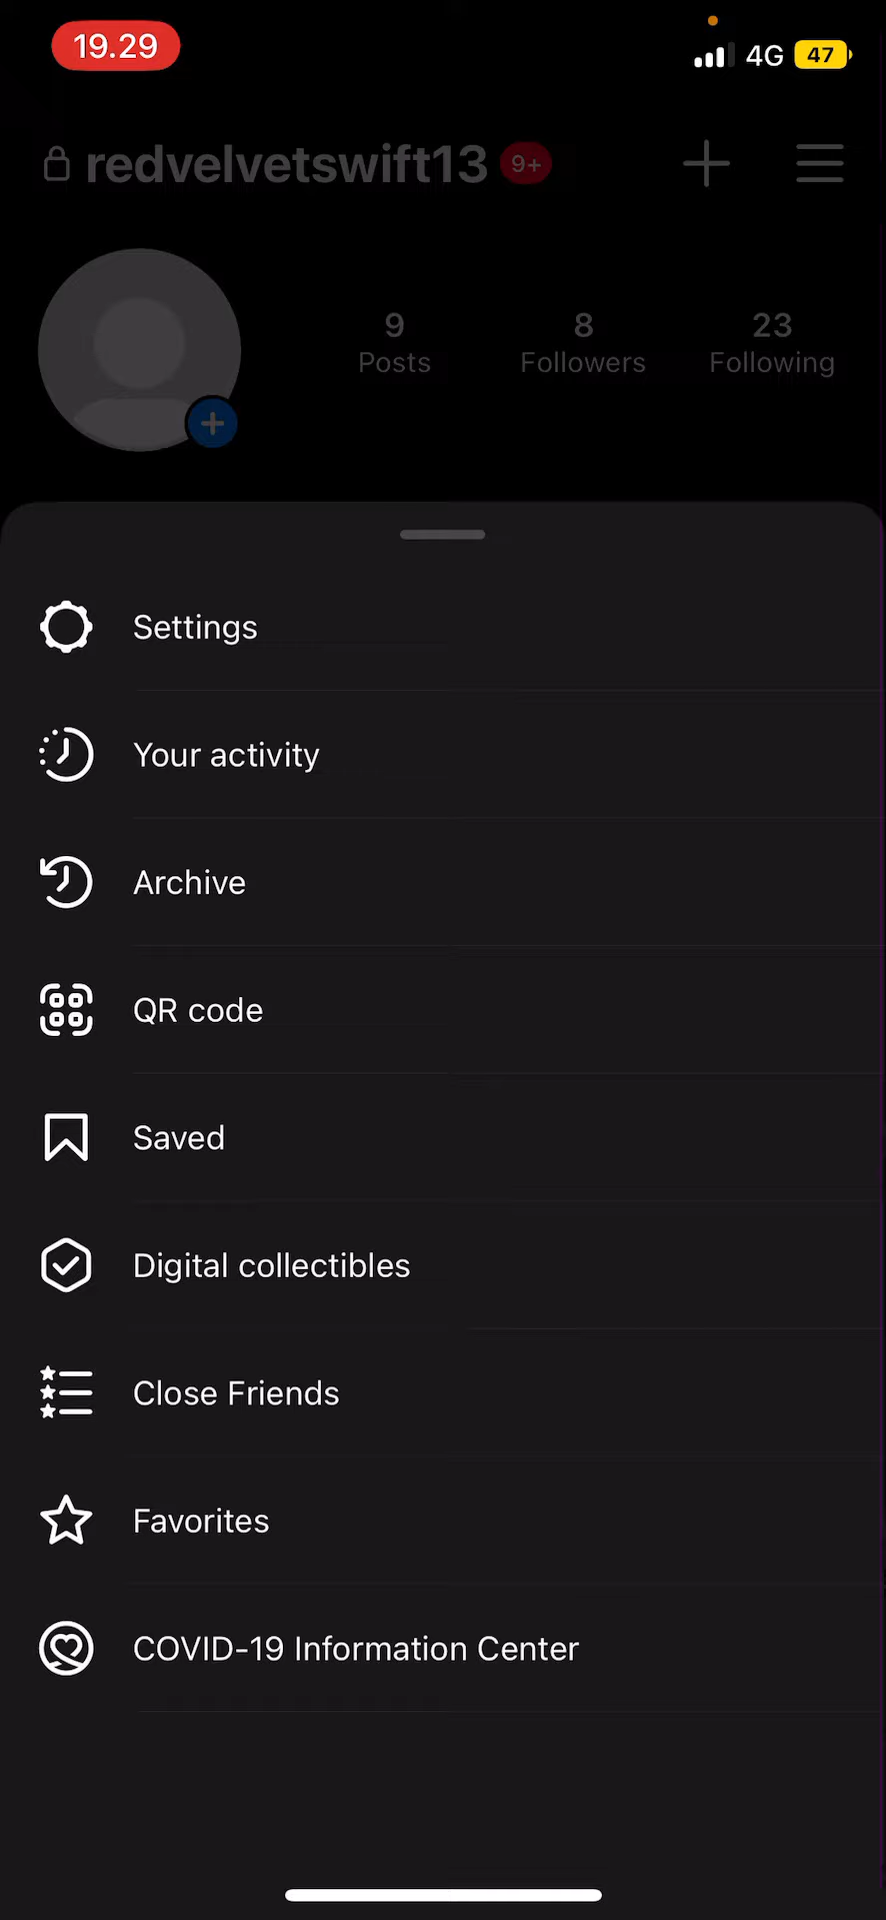 19.29
4G 47
redvelvetswift13 9+
9 8 23
Posts Followers Following
Settings
Your activity
Archive
QR code
Saved
Digital collectibles
Close Friends
Favorites
COVID-19 Information Center